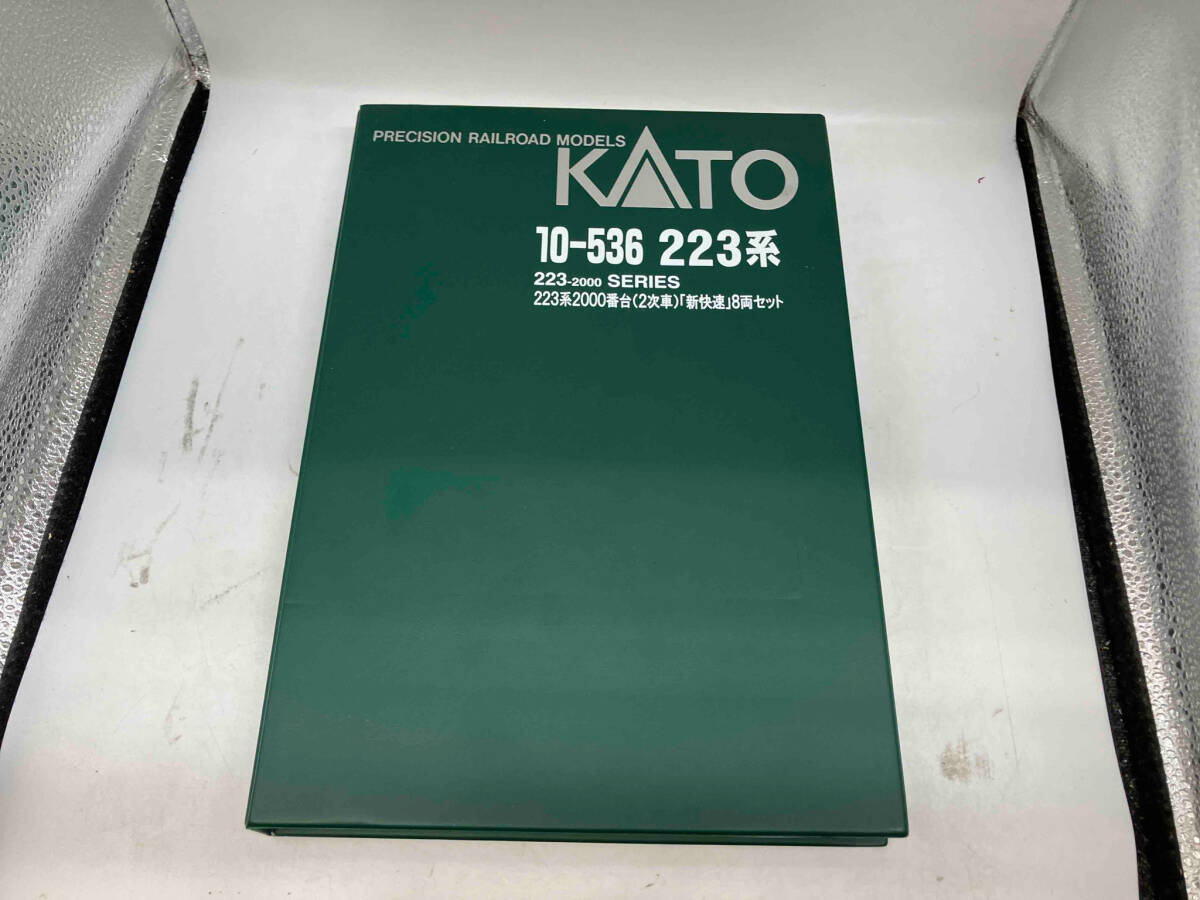 PRECISION RAILROAD MODELS
KATO
10-536 223系
223-2000 SERIES
223系2000番台(2次車)「新快速」8両セット